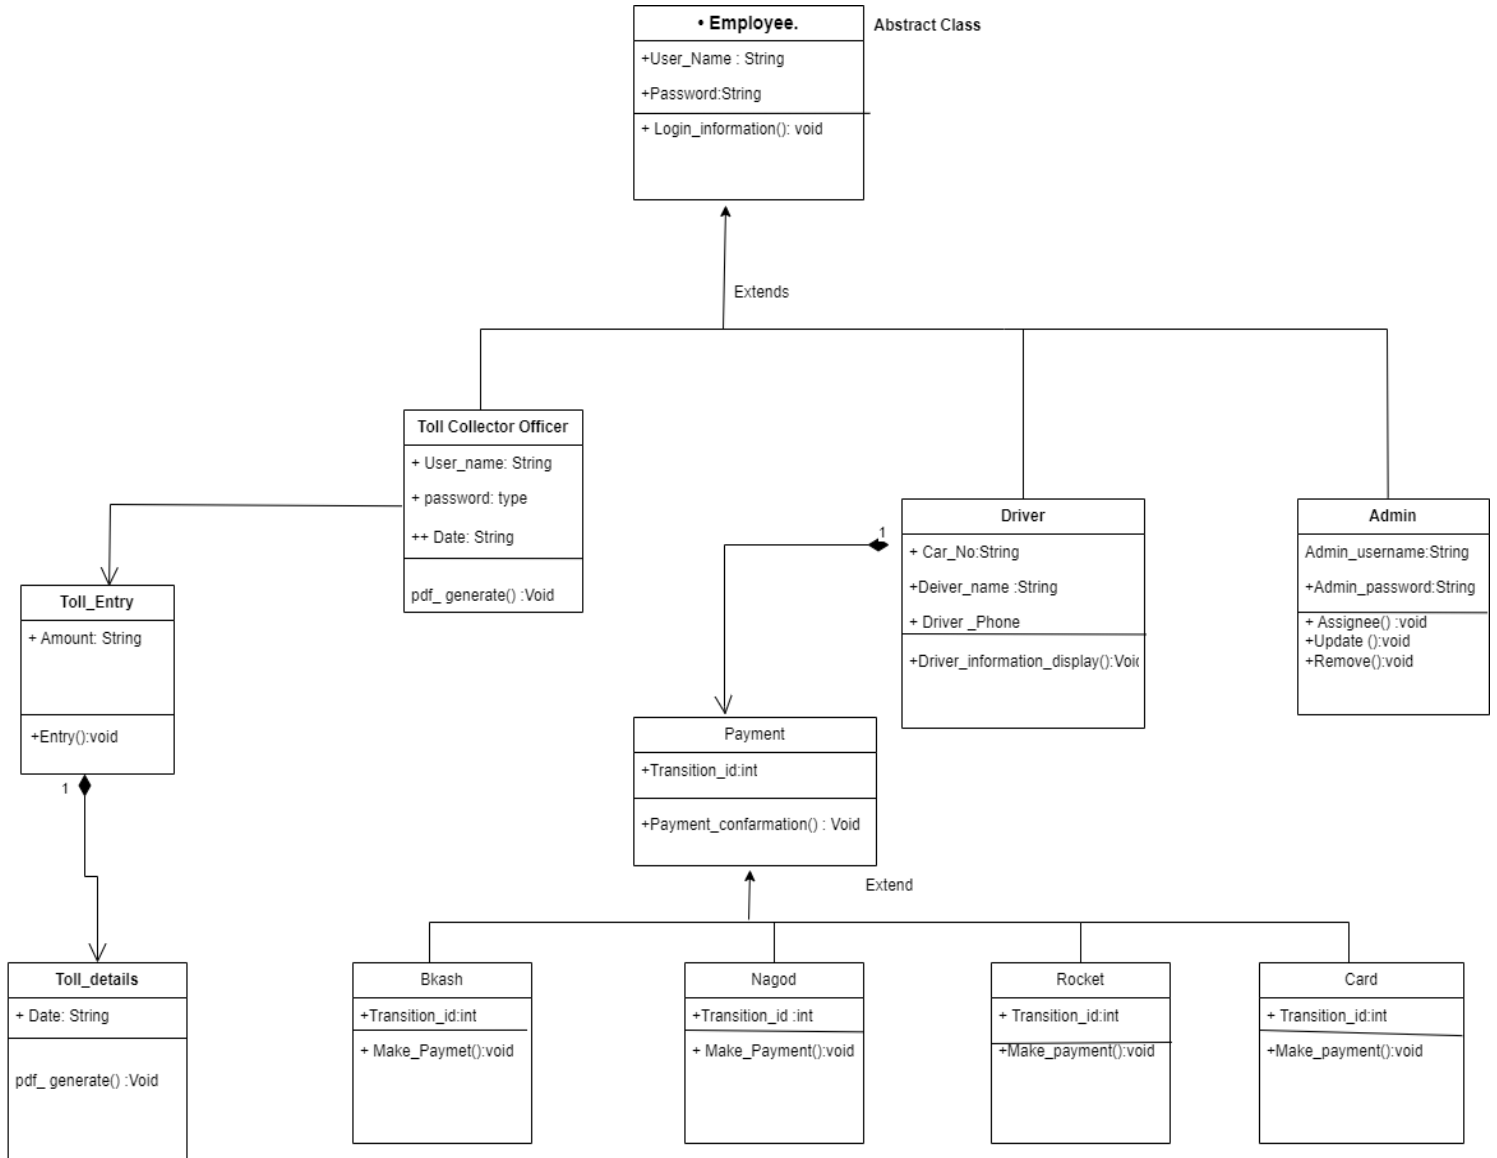 • Employee.
Abstract Class
+User_Name : String
+Password:String
+ Login_information(): void
Extends
Toll Collector Officer
+ User_name: String
+ password: type
++ Date: String
pdf_ generate() :Void
Driver
+ Car_No:String
+Deiver_name :String
+ Driver _Phone
+Driver_information_display():Void
1
Admin
Admin_username:String
+Admin_password:String
+ Assignee() :void
+Update ():void
+Remove():void
Toll_Entry
+ Amount: String
+Entry():void
1
Payment
+Transition_id:int
+Payment_confarmation() : Void
Extend
Toll_details
+ Date: String
pdf_ generate() :Void
Bkash
+Transition_id:int
+ Make_Paymet():void
Nagod
+Transition_id :int
+ Make_Payment():void
Rocket
+ Transition_id:int
+Make_payment():void
Card
+ Transition_id:int
+Make_payment():void